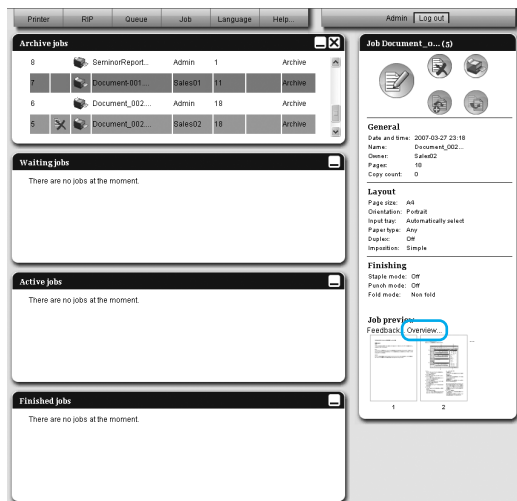 Printer RIP Queue Job Language Help...
Admin Log out
Archive jobs
8 SeminorReport... Admin 1 Archive
7 Document-001.... Sales01 11 Archive
6 Document_002.... Admin 18 Archive
5 Document_002.... Sales02 18 Archive
Waiting jobs
There are no jobs at the moment.
Active jobs
There are no jobs at the moment.
Finished jobs
There are no jobs at the moment.
Job Document_0... (5)
General
Date and time: 2007-03-27 23:18
Name: Document_002...
Owner: Sales02
Pages: 18
Copy count: 0
Layout
Page size: A4
Orientation: Portrait
Input tray: Automatically select
Paper type: Any
Duplex: Off
Imposition: Simple
Finishing
Staple mode: Off
Punch mode: Off
Fold mode: Non fold
Job preview
Feedback... Overview...
1 2